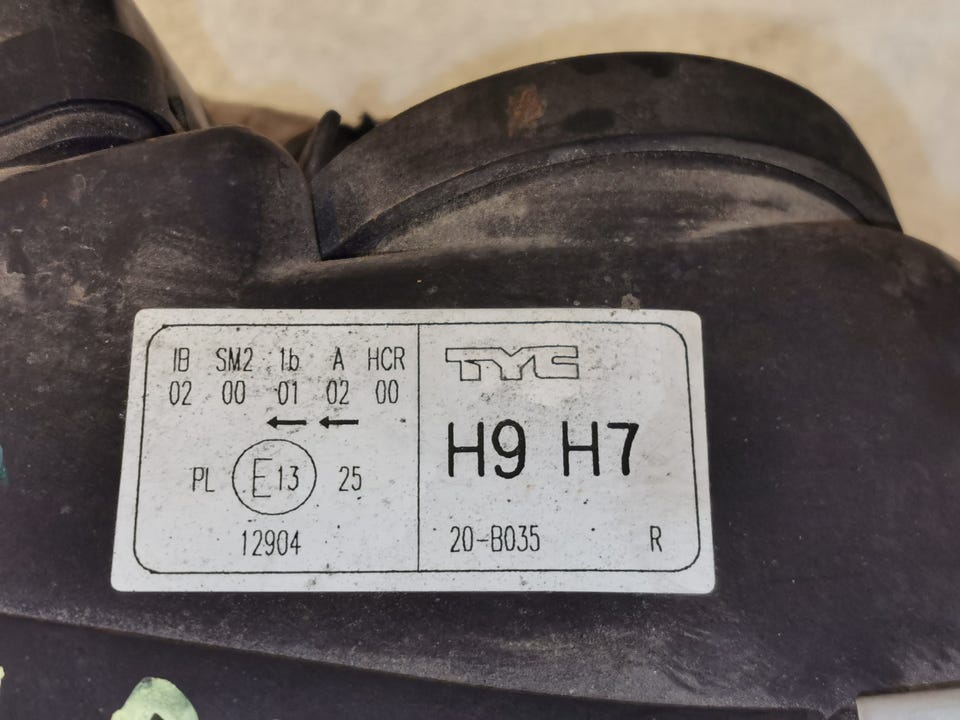 IB SM2 1b A HCR
02 00 01 02 00
← ←
PL E13 25
12904
TYC
H9 H7
20-B035 R